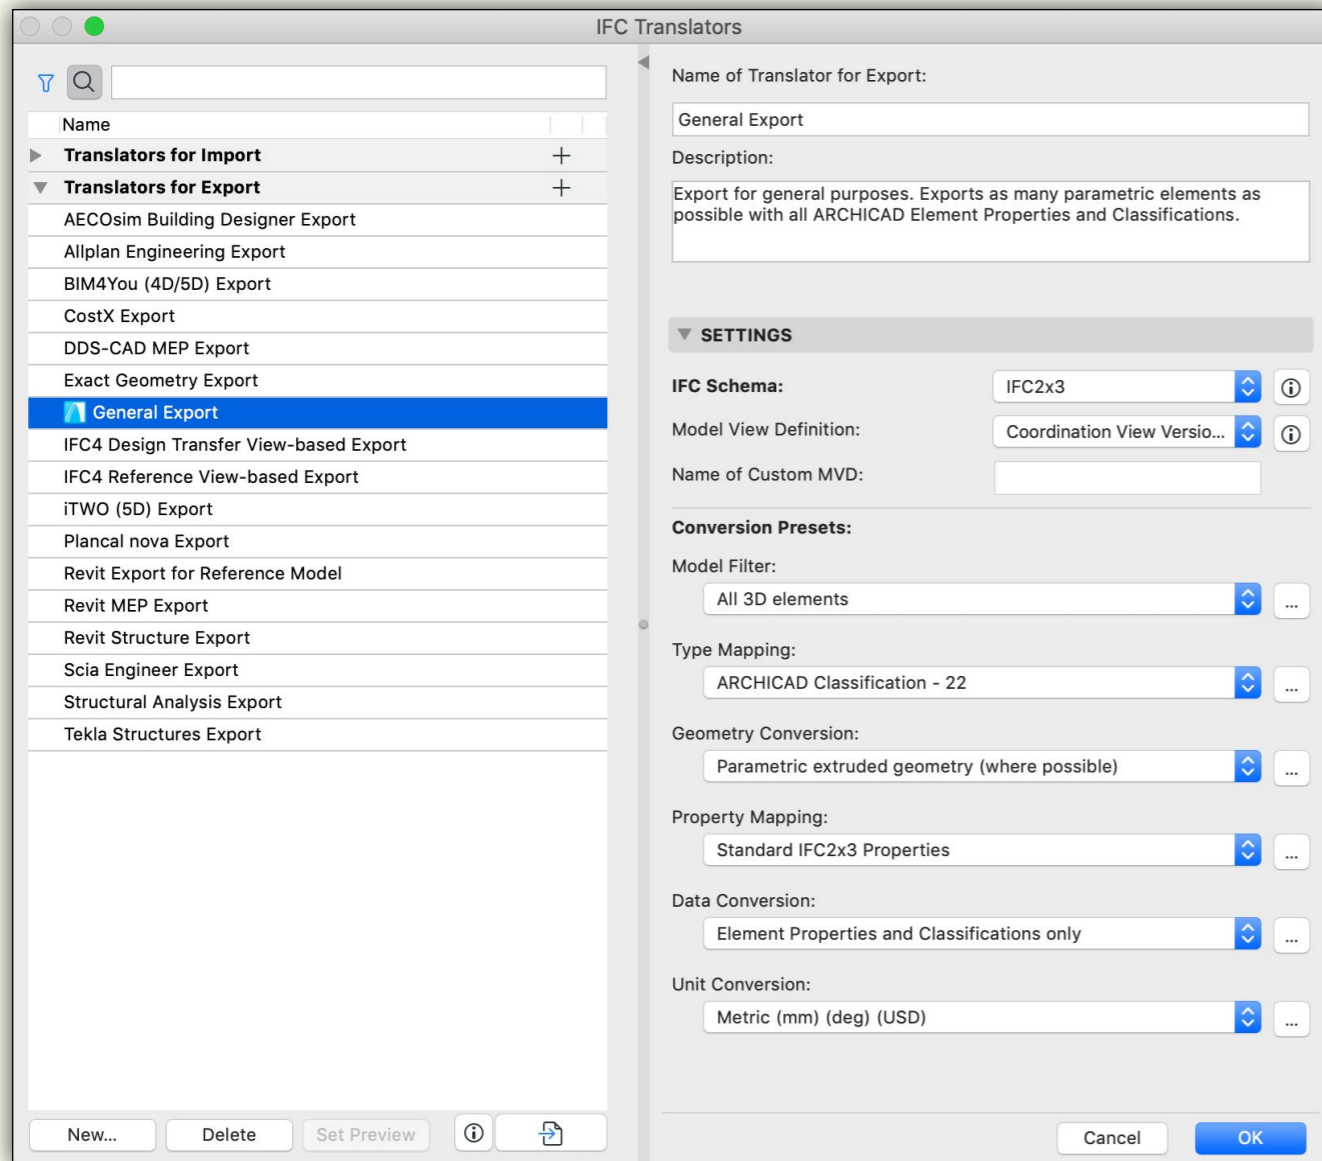 IFC Translators
Name
Translators for Import
Translators for Export
AECOsim Building Designer Export
Allplan Engineering Export
BIM4You (4D/5D) Export
CostX Export
DDS-CAD MEP Export
Exact Geometry Export
General Export
IFC4 Design Transfer View-based Export
IFC4 Reference View-based Export
iTWO (5D) Export
Plancal nova Export
Revit Export for Reference Model
Revit MEP Export
Revit Structure Export
Scia Engineer Export
Structural Analysis Export
Tekla Structures Export
New...
Delete
Set Preview
Name of Translator for Export:
General Export
Description:
Export for general purposes. Exports as many parametric elements as
possible with all ARCHICAD Element Properties and Classifications.
SETTINGS
IFC Schema:
IFC2x3
Model View Definition:
Coordination View Versio...
Name of Custom MVD:
Conversion Presets:
Model Filter:
All 3D elements
...
Type Mapping:
ARCHICAD Classification - 22
...
Geometry Conversion:
Parametric extruded geometry (where possible)
...
Property Mapping:
Standard IFC2x3 Properties
...
Data Conversion:
Element Properties and Classifications only
...
Unit Conversion:
Metric (mm) (deg) (USD)
...
Cancel
OK